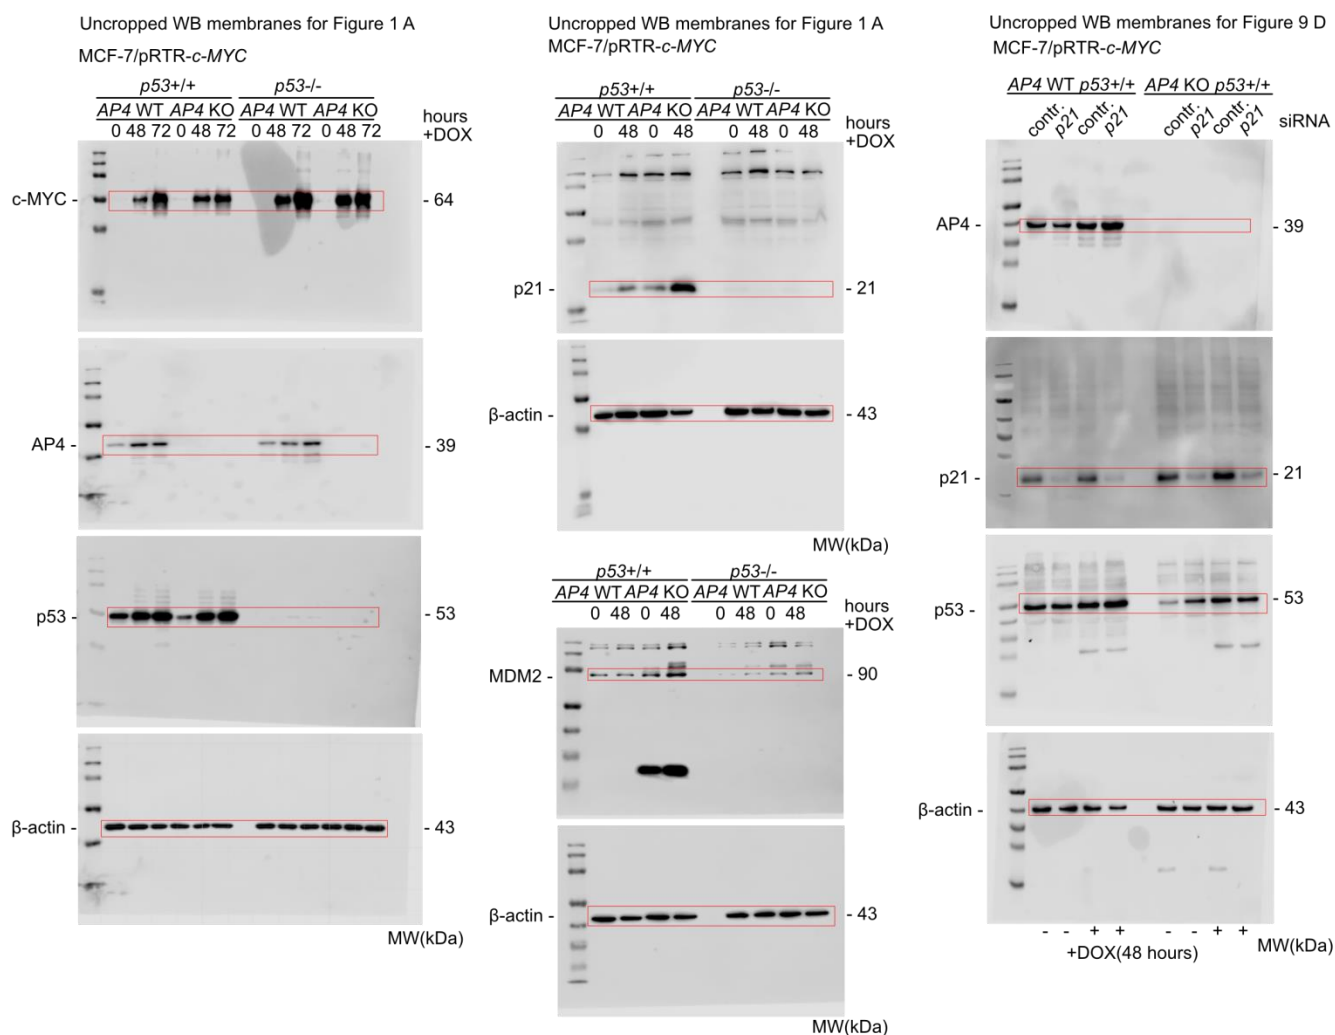 Uncropped WB membranes for Figure 1 A
MCF-7/pRTR-c-MYC
p53+/+ p53-/-
AP4 WT AP4 KO AP4 WT AP4 KO
hours
0 48 72 0 48 72 0 48 72 0 48 72
+DOX
c-MYC - - 64
AP4 - - 39
p53 - - 53
β-actin - - 43
MW(kDa)
Uncropped WB membranes for Figure 1 A
MCF-7/pRTR-c-MYC
p53+/+ p53-/-
AP4 WT AP4 KO AP4 WT AP4 KO
hours
0 48 0 48 0 48 0 48
+DOX
p21 - - 21
β-actin - - 43
MW(kDa)
p53+/+ p53-/-
AP4 WT AP4 KO AP4 WT AP4 KO
hours
0 48 0 48 0 48 0 48
+DOX
MDM2 - - 90
β-actin - - 43
MW(kDa)
Uncropped WB membranes for Figure 9 D
MCF-7/pRTR-c-MYC
AP4 WT p53+/+ AP4 KO p53+/+
contr. p21 contr. p21 contr. p21 contr. p21 siRNA
AP4 - - 39
p21 - - 21
p53 - - 53
β-actin - - 43
- - + + - - + +
+DOX(48 hours)
MW(kDa)